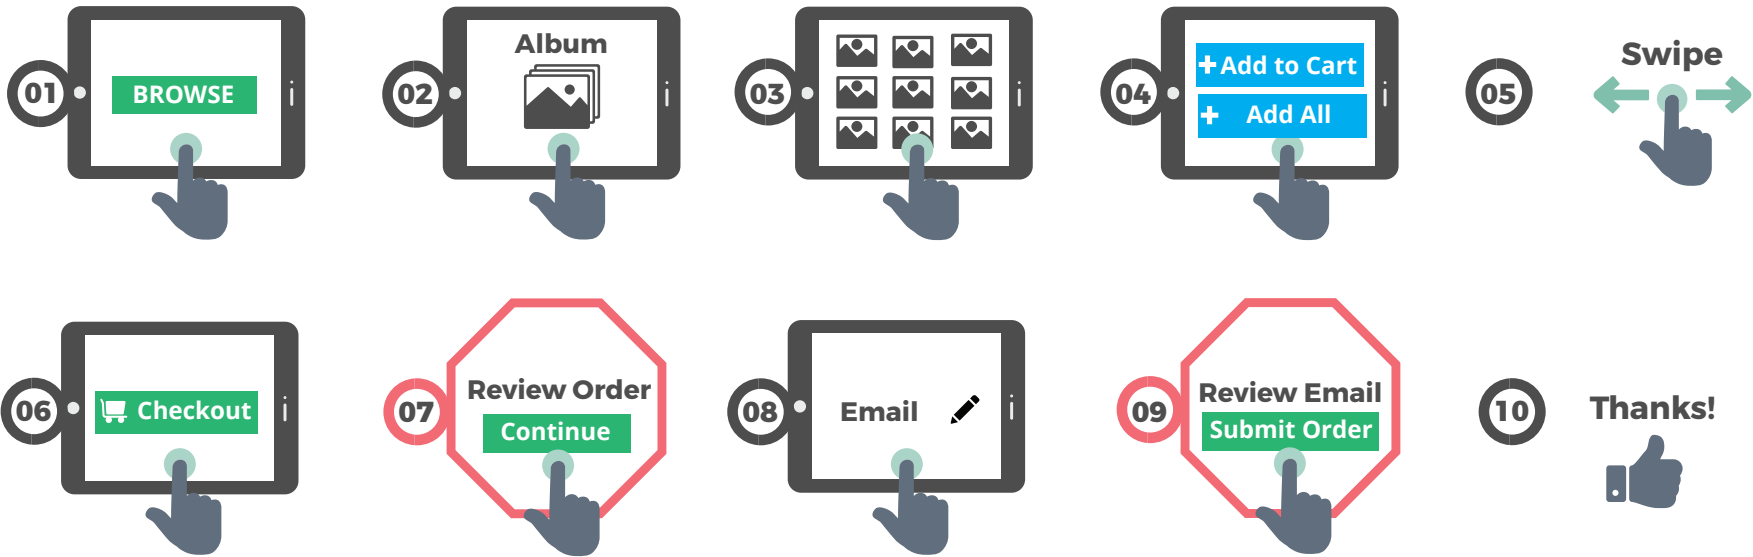 01
BROWSE
02
Album
03
04
+ Add to Cart
+ Add All
05
Swipe
06
Checkout
07
Review Order
Continue
08
Email
09
Review Email
Submit Order
10
Thanks!